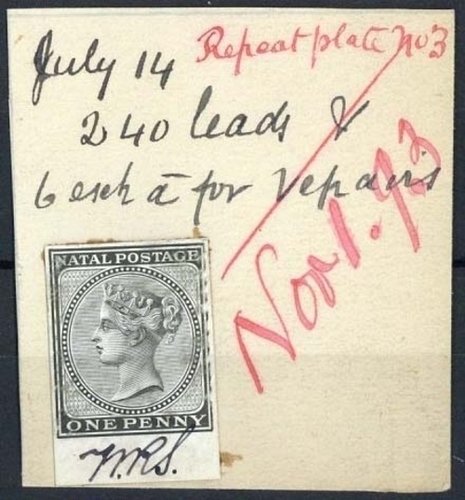 July 14 Repeat plate No3
240 leads &
6 each à for repairs
Nov 1. 93
NATAL POSTAGE
ONE PENNY
W.R.S.